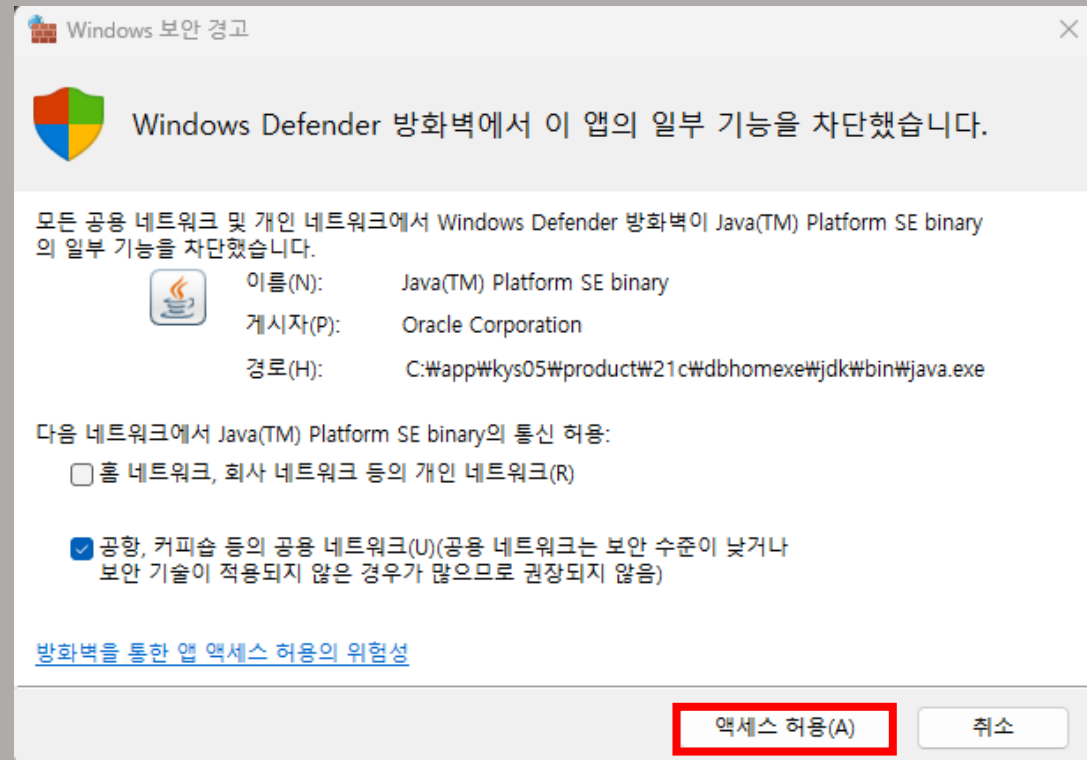 Windows 보안 경고
Windows Defender 방화벽에서 이 앱의 일부 기능을 차단했습니다.
모든 공용 네트워크 및 개인 네트워크에서 Windows Defender 방화벽이 Java(TM) Platform SE binary
의 일부 기능을 차단했습니다.
이름(N): Java(TM) Platform SE binary
게시자(P): Oracle Corporation
경로(H): C:₩app₩kys05₩product₩21c₩dbhomexe₩jdk₩bin₩java.exe
다음 네트워크에서 Java(TM) Platform SE binary의 통신 허용:
홈 네트워크, 회사 네트워크 등의 개인 네트워크(R)
공항, 커피숍 등의 공용 네트워크(U)(공용 네트워크는 보안 수준이 낮거나
보안 기술이 적용되지 않은 경우가 많으므로 권장되지 않음)
방화벽을 통한 앱 액세스 허용의 위험성
액세스 허용(A) 취소